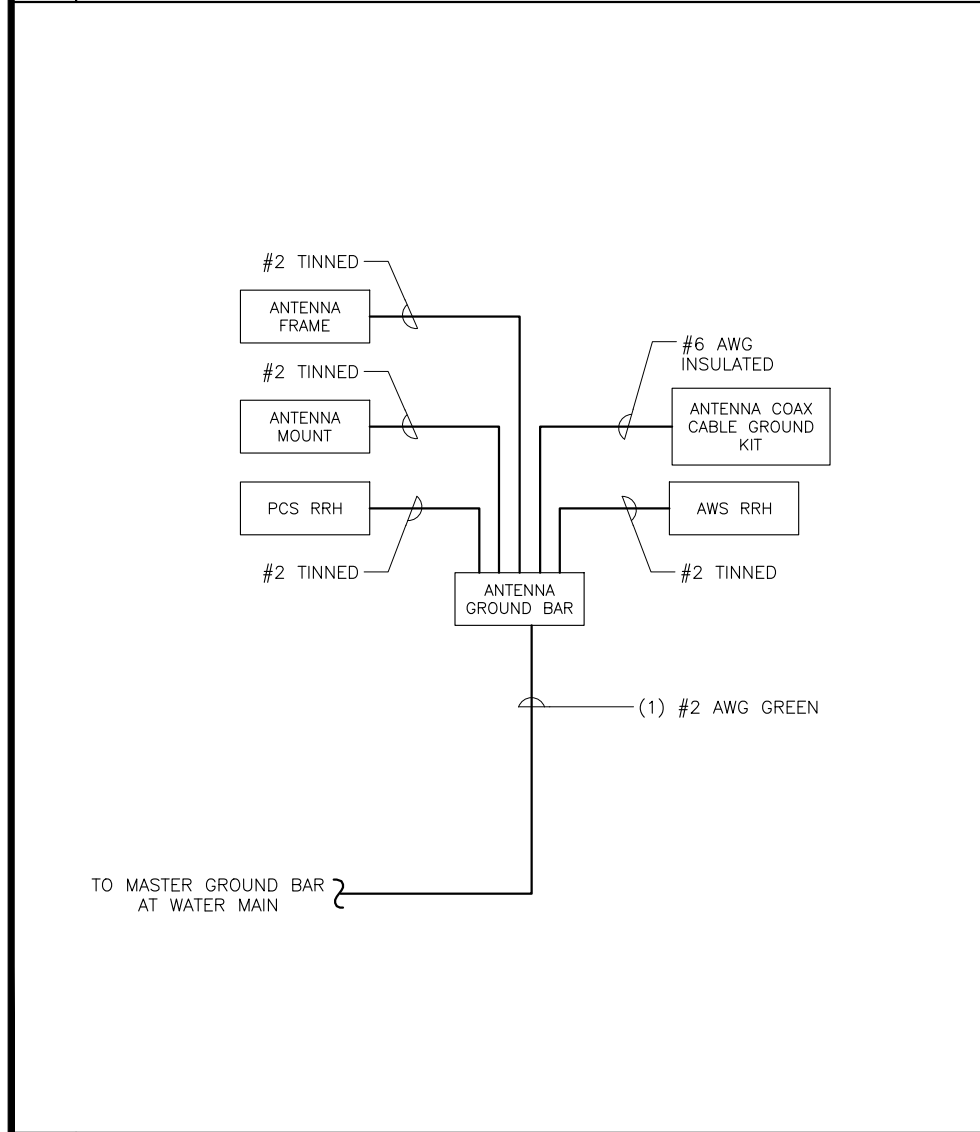 #2 TINNED
ANTENNA
FRAME
#2 TINNED
ANTENNA
MOUNT
PCS RRH
#2 TINNED
#6 AWG
INSULATED
ANTENNA COAX
CABLE GROUND
KIT
AWS RRH
#2 TINNED
ANTENNA
GROUND BAR
(1) #2 AWG GREEN
TO MASTER GROUND BAR
AT WATER MAIN